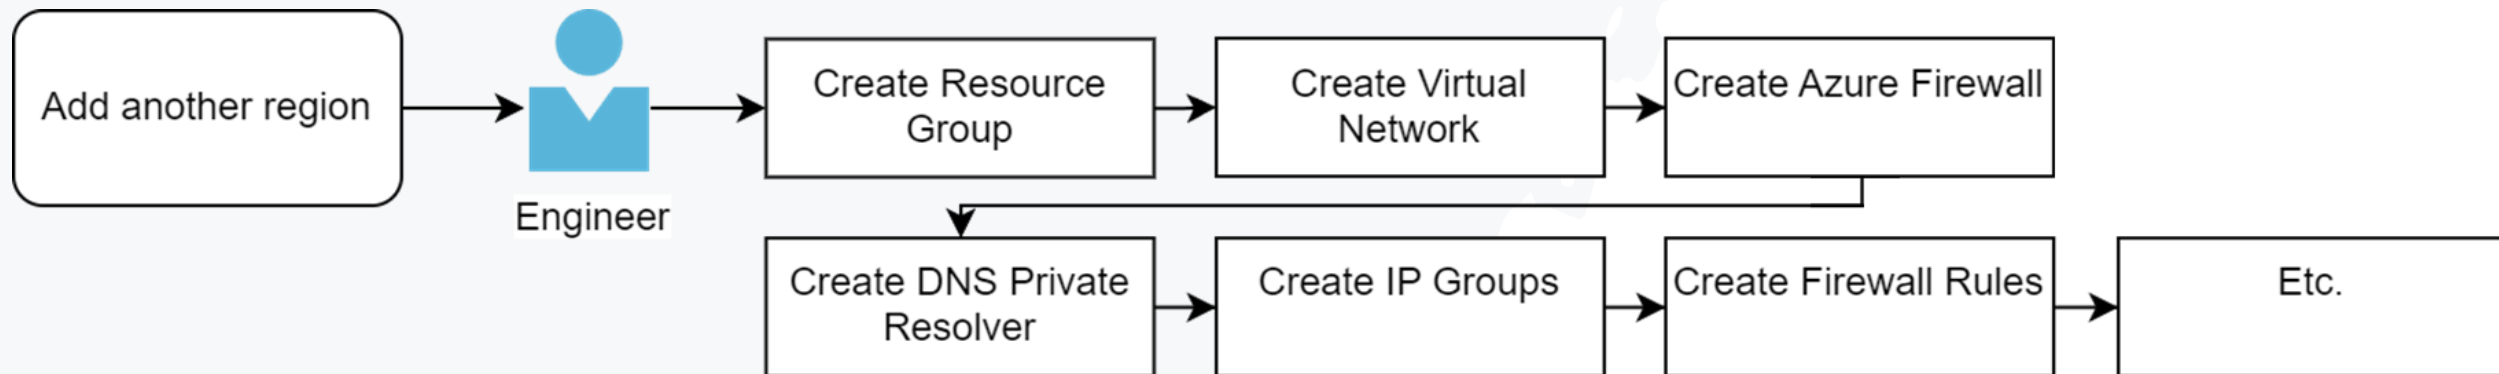 Add another region
Engineer
Create Resource
Group
Create Virtual
Network
Create Azure Firewall
Create DNS Private
Resolver
Create IP Groups
Create Firewall Rules
Etc.